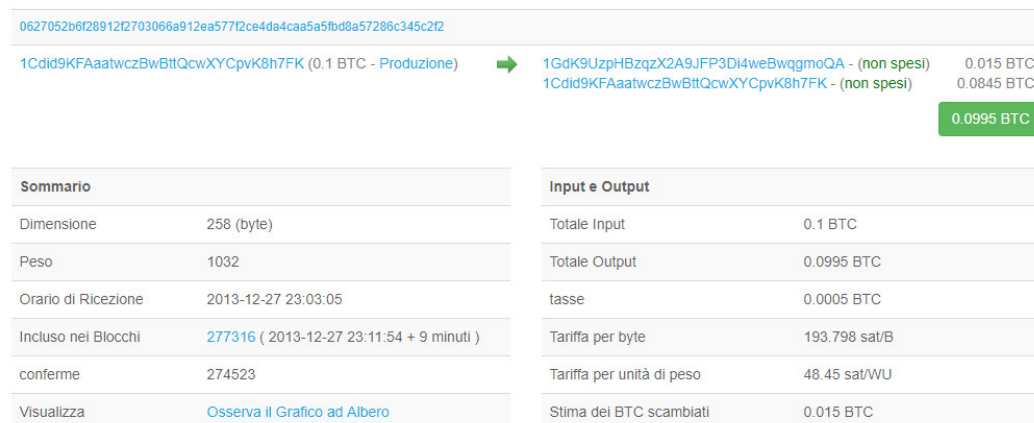 0627052b6f28912f2703066a912ea577f2ce4da4caa5a5fbd8a57286c345c2f2
1Cdid9KFAaatwczBwBttQcwXYCpvK8h7FK (0.1 BTC - Produzione)
1GdK9UzpHBzqzX2A9JFP3Di4weBwqgmoQA - (non spesi) 0.015 BTC
1Cdid9KFAaatwczBwBttQcwXYCpvK8h7FK - (non spesi) 0.0845 BTC
0.0995 BTC
Sommario
Dimensione 258 (byte)
Peso 1032
Orario di Ricezione 2013-12-27 23:03:05
Incluso nei Blocchi 277316 ( 2013-12-27 23:11:54 + 9 minuti )
conferme 274523
Visualizza Osserva il Grafico ad Albero
Input e Output
Totale Input 0.1 BTC
Totale Output 0.0995 BTC
tasse 0.0005 BTC
Tariffa per byte 193.798 sat/B
Tariffa per unità di peso 48.45 sat/WU
Stima dei BTC scambiati 0.015 BTC